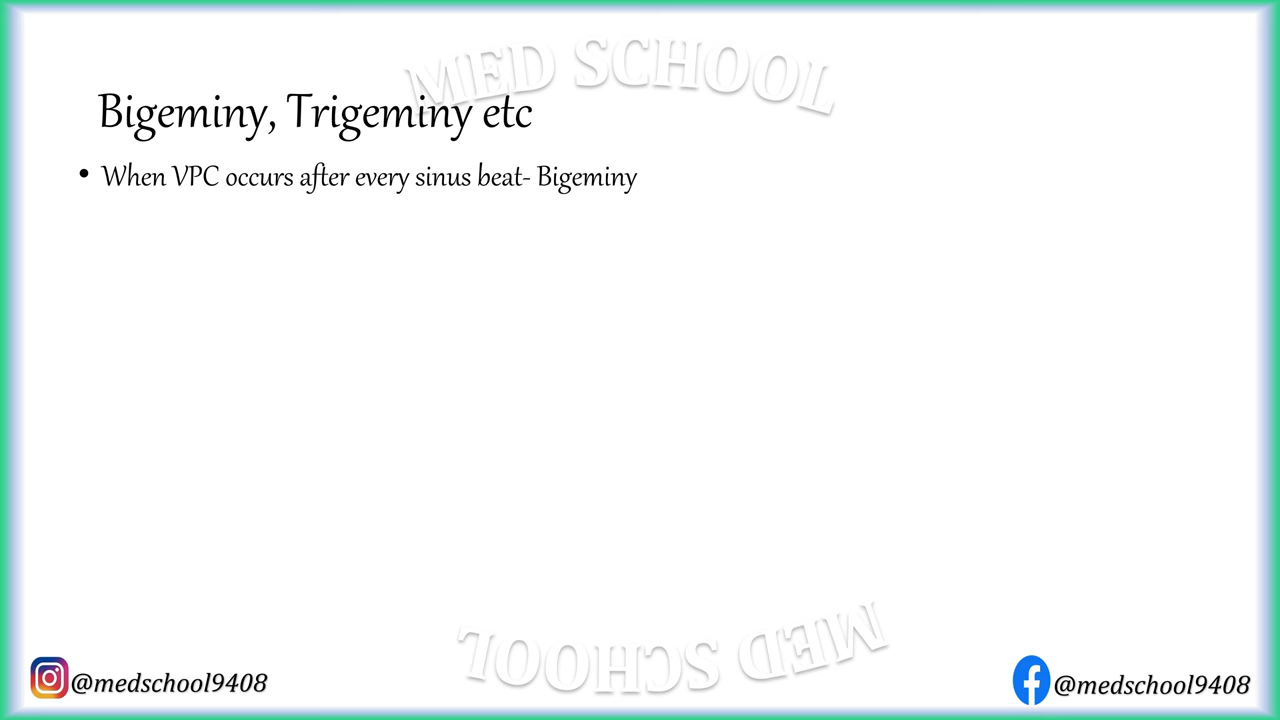 MED SCHOOL
Bigeminy, Trigeminy etc
• When VPC occurs after every sinus beat- Bigeminy
MED SCHOOL
@medschool9408
@medschool9408